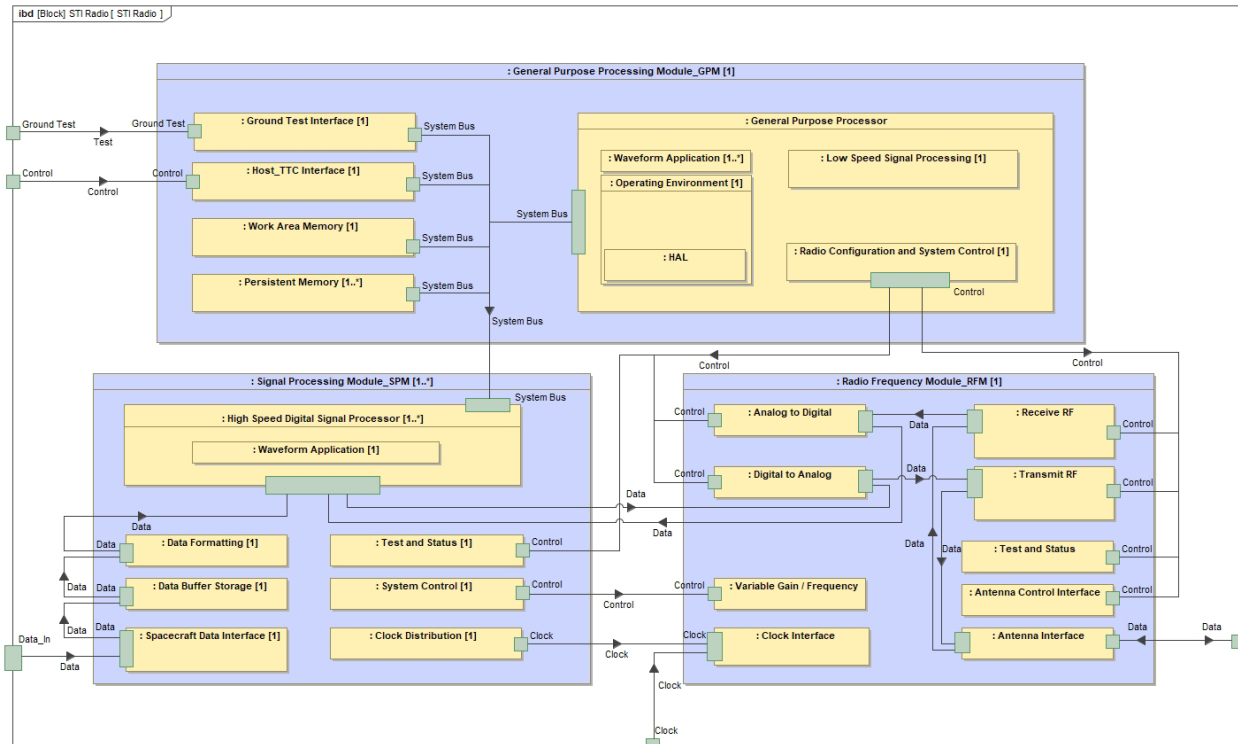 ibd [Block] STI Radio [ STI Radio ]
: General Purpose Processing Module_GPM [1]
Ground Test
Ground Test
Test
: Ground Test Interface [1]
System Bus
Control
Control
Control
: Host_TTC Interface [1]
System Bus
: Work Area Memory [1]
System Bus
: Persistent Memory [1..*]
System Bus
System Bus
System Bus
: General Purpose Processor
: Waveform Application [1..*]
: Low Speed Signal Processing [1]
: Operating Environment [1]
: HAL
: Radio Configuration and System Control [1]
Control
Control
Control
: Signal Processing Module_SPM [1..*]
System Bus
: High Speed Digital Signal Processor [1..*]
: Waveform Application [1]
Data
Data
Data
Data
: Data Formatting [1]
: Test and Status [1]
Control
Data
Data
: Data Buffer Storage [1]
: System Control [1]
Control
Control
Data
Data
Data_In
Data
: Spacecraft Data Interface [1]
: Clock Distribution [1]
Clock
Clock
: Radio Frequency Module_RFM [1]
Control
: Analog to Digital
Data
: Receive RF
Control
Control
: Digital to Analog
Data
: Transmit RF
Control
Data
Data
: Test and Status
Control
Control
: Variable Gain / Frequency
: Antenna Control Interface
Control
Clock
: Clock Interface
: Antenna Interface
Data
Data
Clock
Clock